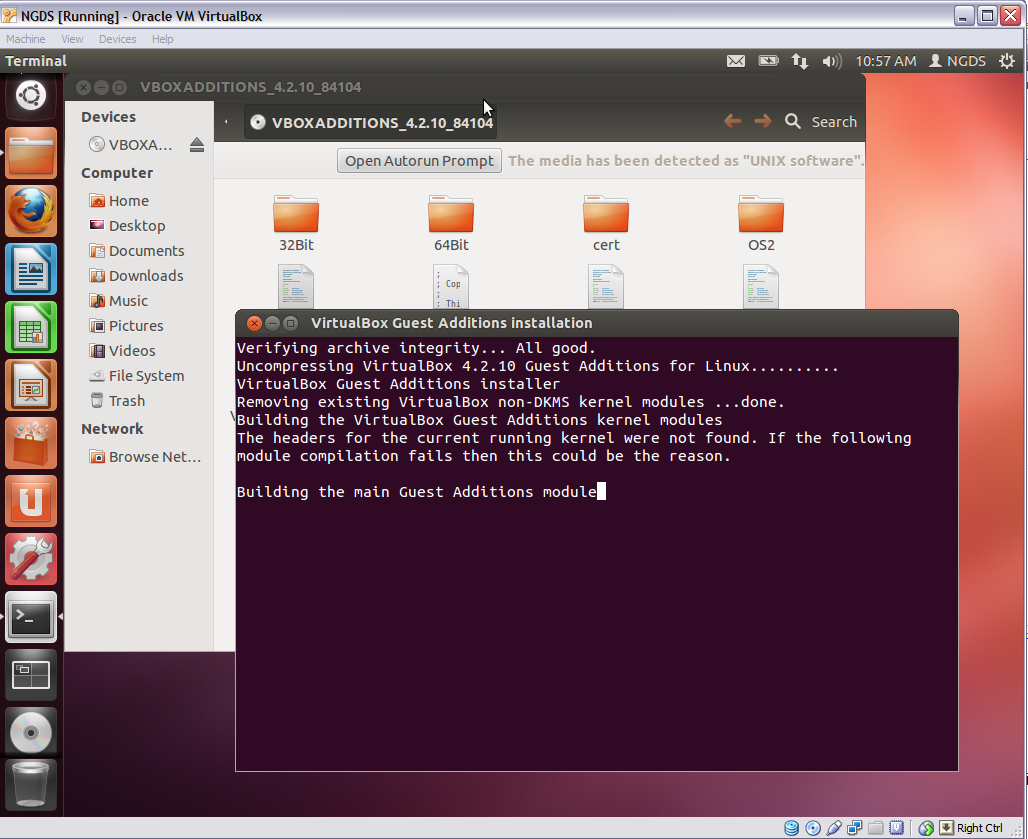 NGDS [Running] - Oracle VM VirtualBox
Machine View Devices Help
Terminal
10:57 AM NGDS
VBOXADDITIONS_4.2.10_84104
Devices
VBOXA...
Computer
Home
Desktop
Documents
Downloads
Music
Pictures
Videos
File System
Trash
Network
Browse Net...
VBOXADDITIONS_4.2.10_84104
Search
Open Autorun Prompt The media has been detected as "UNIX software".
32Bit 64Bit cert OS2
; Cop
;
; Thi
VirtualBox Guest Additions installation
Verifying archive integrity... All good.
Uncompressing VirtualBox 4.2.10 Guest Additions for Linux..........
VirtualBox Guest Additions installer
Removing existing VirtualBox non-DKMS kernel modules ...done.
Building the VirtualBox Guest Additions kernel modules
The headers for the current running kernel were not found. If the following
module compilation fails then this could be the reason.
Building the main Guest Additions module
Right Ctrl